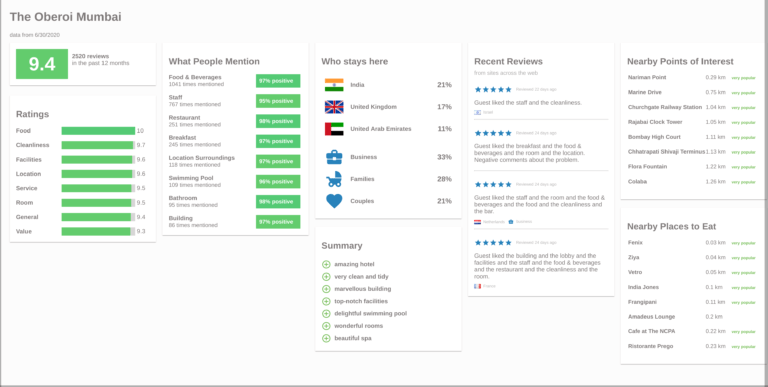 The Oberoi Mumbai
data from 6/30/2020
9.4
2520 reviews
in the past 12 months
Ratings
Food 10
Cleanliness 9.7
Facilities 9.6
Location 9.6
Service 9.5
Room 9.5
General 9.4
Value 9.3
What People Mention
Food & Beverages
1041 times mentioned
97% positive
Staff
767 times mentioned
95% positive
Restaurant
251 times mentioned
98% positive
Breakfast
245 times mentioned
97% positive
Location Surroundings
118 times mentioned
97% positive
Swimming Pool
109 times mentioned
96% positive
Bathroom
90 times mentioned
98% positive
Building
86 times mentioned
97% positive
Who stays here
India 21%
United Kingdom 17%
United Arab Emirates 11%
Business 33%
Families 28%
Couples 21%
Summary
amazing hotel
very clean and tidy
marvellous building
top-notch facilities
delightful swimming pool
wonderful rooms
beautiful spa
Recent Reviews
from sites across the web
Reviewed 24 days ago
Guest liked the staff and the cleanliness.
Israel
Reviewed 24 days ago
Guest liked the breakfast and the food &
beverages and the room and the location.
Negative comments about the problem.
Reviewed 24 days ago
Guest liked the staff and the room and the food &
beverages and the food and the cleanliness and
the bar.
Netherlands
Reviewed 24 days ago
Guest liked the building and the lobby and the
facilities and the staff and the food & beverages
and the restaurant and the cleanliness and the
room.
France
Nearby Points of Interest
Nariman Point 0.29 km very popular
Marine Drive 0.75 km very popular
Churchgate Railway Station 1.04 km very popular
Rajabai Clock Tower 1.05 km very popular
Bombay High Court 1.11 km very popular
Chhatrapati Shivaji Terminus 1.13 km very popular
Flora Fountain 1.22 km very popular
Colaba 1.26 km very popular
Nearby Places to Eat
Fenix 0.03 km very popular
Ziya 0.04 km very popular
Vetro 0.05 km very popular
India Jones 0.1 km very popular
Frangipani 0.11 km very popular
Amadeus Lounge 0.2 km
Cafe at The NCPA 0.22 km very popular
Ristorante Prego 0.23 km very popular